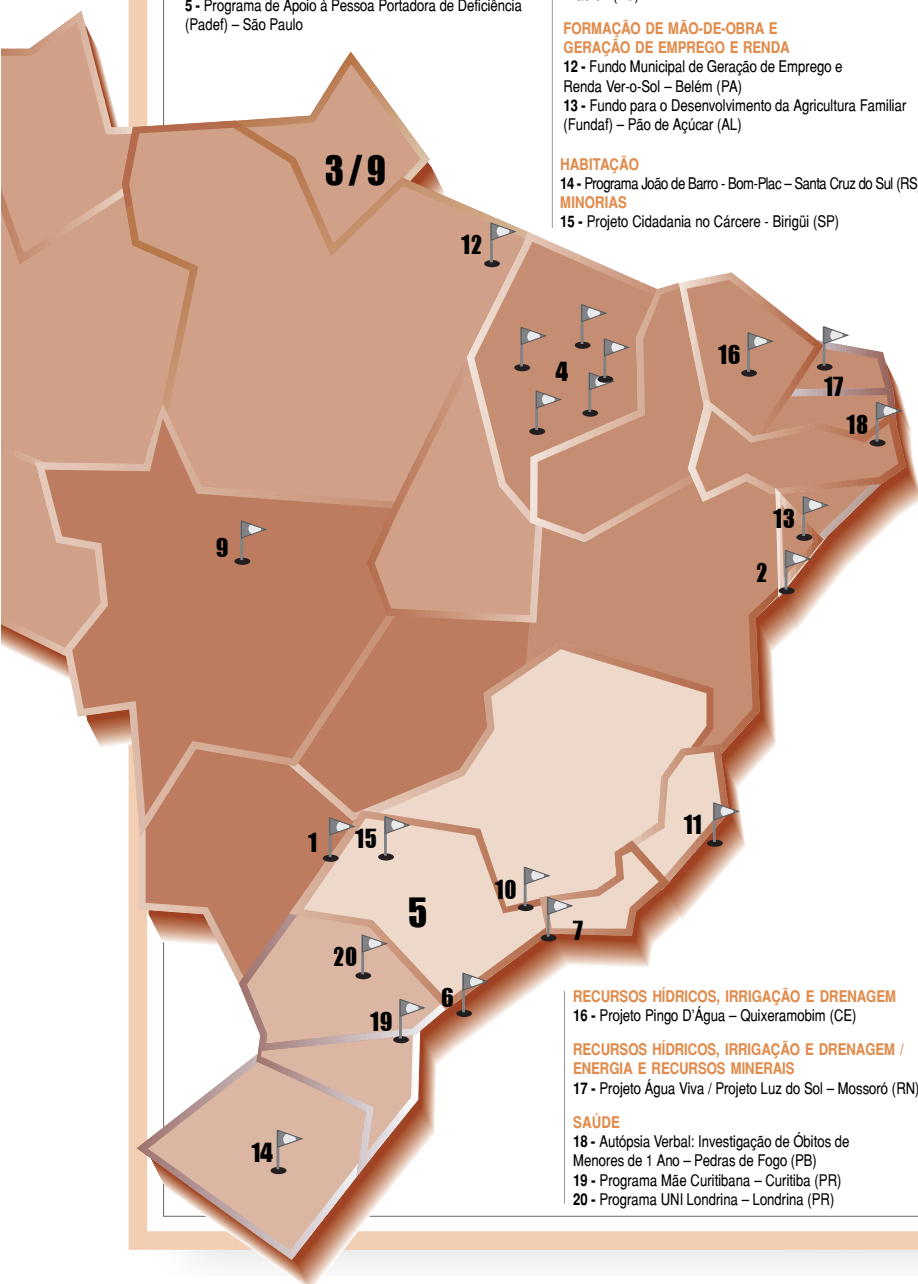 5 - Programa de Apoio à Pessoa Portadora de Deficiência
(Padef) – São Paulo
FORMAÇÃO DE MÃO-DE-OBRA E
GERAÇÃO DE EMPREGO E RENDA
12 - Fundo Municipal de Geração de Emprego e
Renda Ver-o-Sol – Belém (PA)
13 - Fundo para o Desenvolvimento da Agricultura Familiar
(Fundaf) – Pão de Açúcar (AL)
HABITAÇÃO
14 - Programa João de Barro - Bom-Plac – Santa Cruz do Sul (RS
MINORIAS
15 - Projeto Cidadania no Cárcere - Birigüi (SP)
3 / 9
12
4
16
17
18
13
2
9
1
15
11
10
5
7
20
6
19
14
RECURSOS HÍDRICOS, IRRIGAÇÃO E DRENAGEM
16 - Projeto Pingo D'Água – Quixeramobim (CE)
RECURSOS HÍDRICOS, IRRIGAÇÃO E DRENAGEM /
ENERGIA E RECURSOS MINERAIS
17 - Projeto Água Viva / Projeto Luz do Sol – Mossoró (RN)
SAÚDE
18 - Autópsia Verbal: Investigação de Óbitos de
Menores de 1 Ano – Pedras de Fogo (PB)
19 - Programa Mãe Curitibana – Curitiba (PR)
20 - Programa UNI Londrina – Londrina (PR)